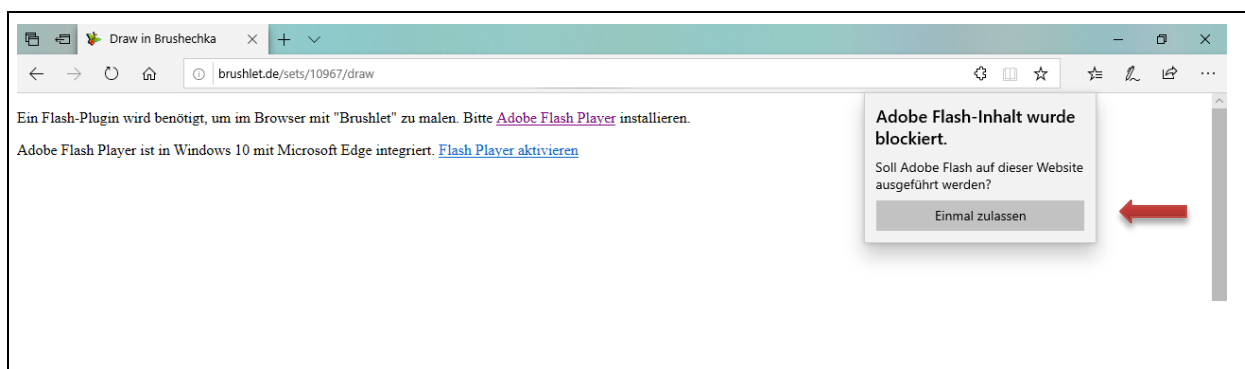 Draw in Brushechka
brushlet.de/sets/10967/draw
Ein Flash-Plugin wird benötigt, um im Browser mit "Brushlet" zu malen. Bitte Adobe Flash Player installieren.
Adobe Flash Player ist in Windows 10 mit Microsoft Edge integriert. Flash Player aktivieren
Adobe Flash-Inhalt wurde
blockiert.
Soll Adobe Flash auf dieser Website
ausgeführt werden?
Einmal zulassen